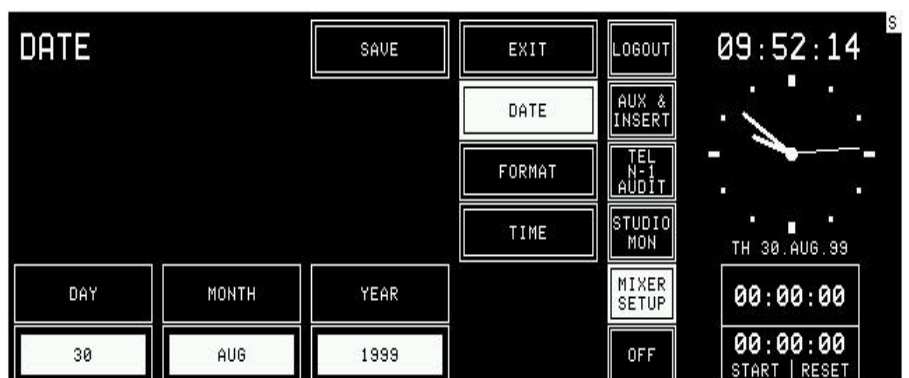 S
DATE
SAVE
EXIT
LOGOUT
09:52:14
DATE
AUX &
INSERT
FORMAT
TEL
N-1
AUDIT
TIME
STUDIO
MON
TH 30.AUG.99
DAY
MONTH
YEAR
MIXER
SETUP
00:00:00
30
AUG
1999
OFF
00:00:00
START | RESET